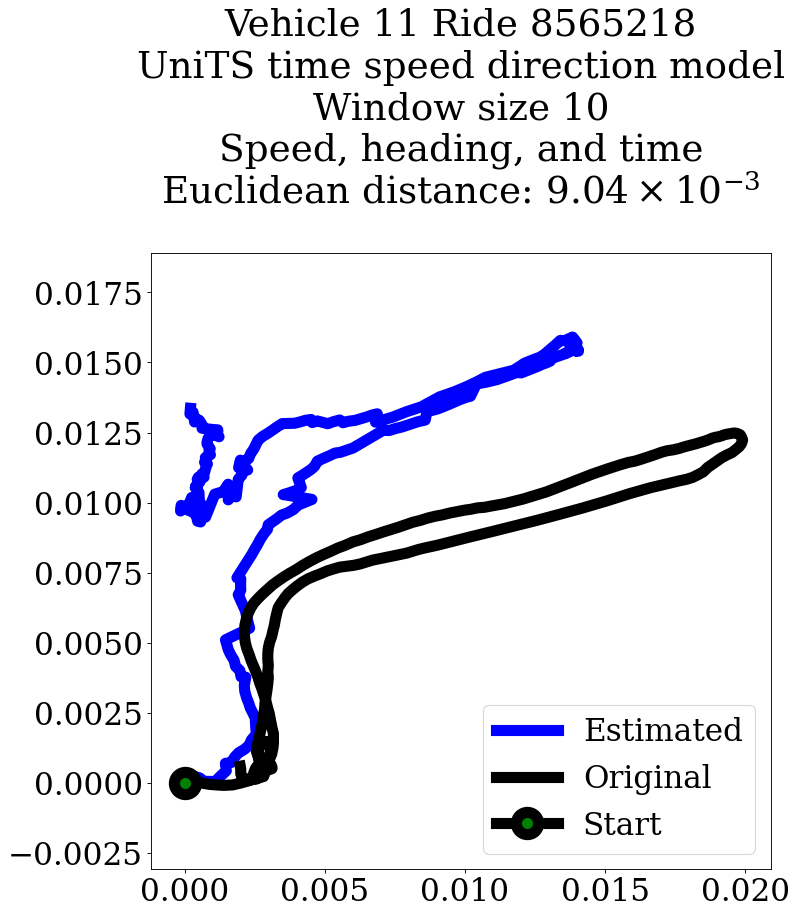 Vehicle 11 Ride 8565218
UniTS time speed direction model
Window size 10
Speed, heading, and time
Euclidean distance: 9.04 × 10⁻³
0.0175
0.0150
0.0125
0.0100
0.0075
0.0050
0.0025
0.0000
−0.0025
Estimated
Original
Start
0.000 0.005 0.010 0.015 0.020